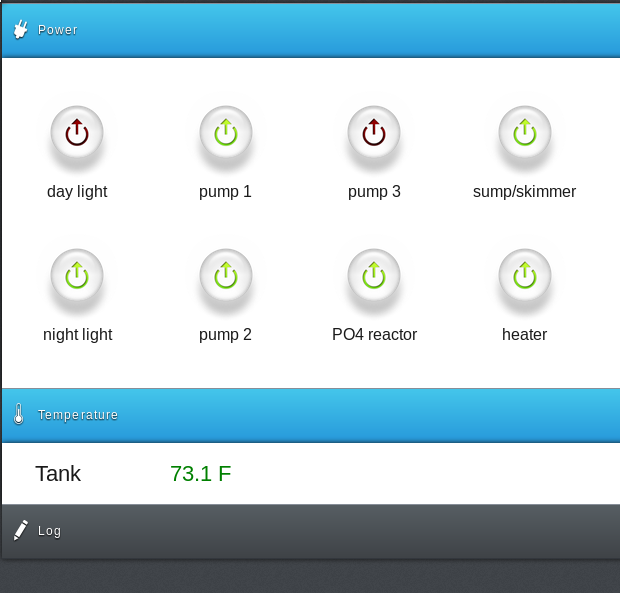 Power
day light
pump 1
pump 3
sump/skimmer
night light
pump 2
PO4 reactor
heater
Temperature
Tank 73.1 F
Log